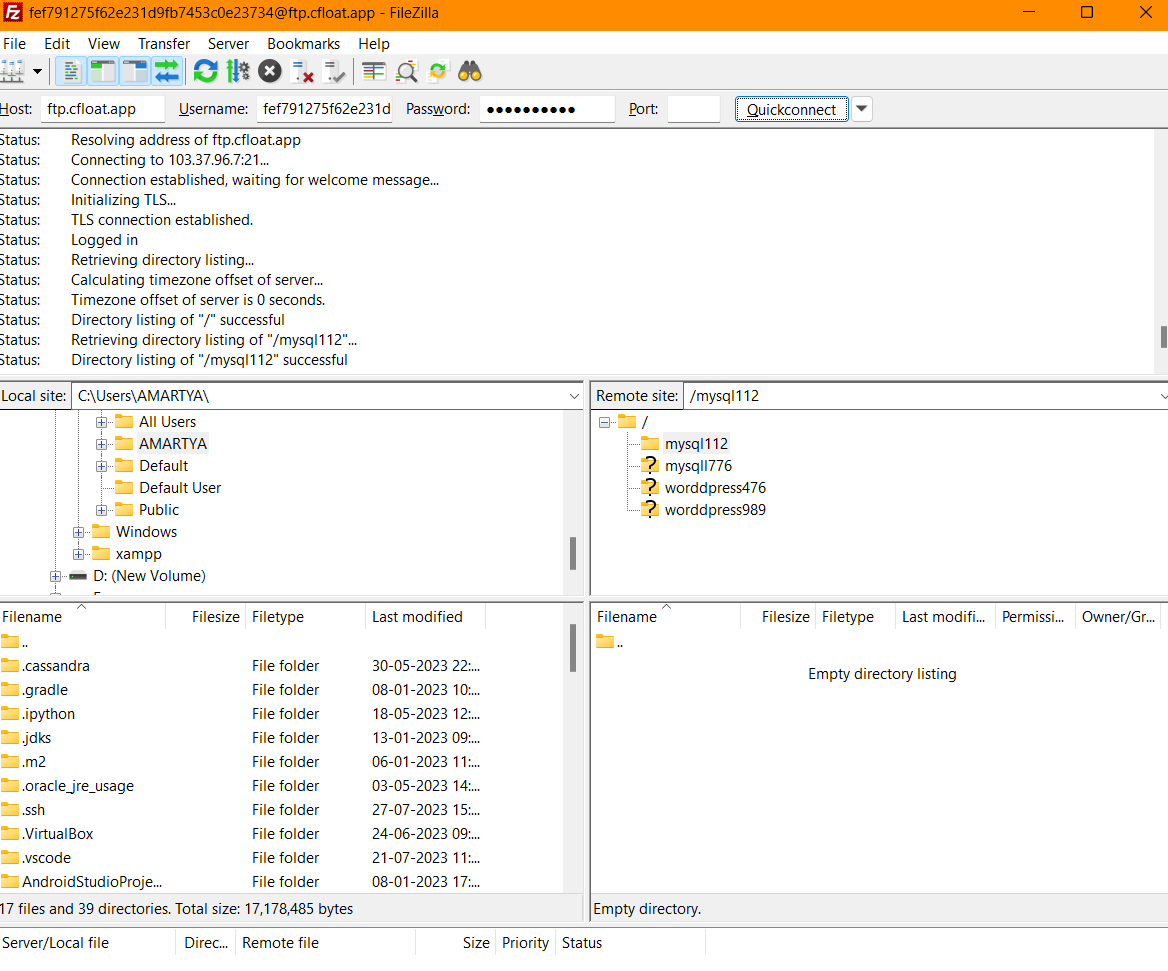 fef791275f62e231d9fb7453c0e23734@ftp.cfloat.app - FileZilla
File Edit View Transfer Server Bookmarks Help
Host: ftp.cfloat.app Username: fef791275f62e231d Password: ●●●●●●●●●● Port: Quickconnect
Status: Resolving address of ftp.cfloat.app
Status: Connecting to 103.37.96.7:21...
Status: Connection established, waiting for welcome message...
Status: Initializing TLS...
Status: TLS connection established.
Status: Logged in
Status: Retrieving directory listing...
Status: Calculating timezone offset of server...
Status: Timezone offset of server is 0 seconds.
Status: Directory listing of "/" successful
Status: Retrieving directory listing of "/mysql112"...
Status: Directory listing of "/mysql112" successful
Local site: C:\Users\AMARTYA\
All Users
AMARTYA
Default
Default User
Public
Windows
xampp
D: (New Volume)
Remote site: /mysql112
/
mysql112
mysqll776
worddpress476
worddpress989
Filename Filesize Filetype Last modified
..
.cassandra File folder 30-05-2023 22:...
.gradle File folder 08-01-2023 10:...
.ipython File folder 18-05-2023 12:...
.jdks File folder 13-01-2023 09:...
.m2 File folder 06-01-2023 11:...
.oracle_jre_usage File folder 03-05-2023 14:...
.ssh File folder 27-07-2023 15:...
.VirtualBox File folder 24-06-2023 09:...
.vscode File folder 21-07-2023 11:...
AndroidStudioProje... File folder 08-01-2023 17:...
17 files and 39 directories. Total size: 17,178,485 bytes
Filename Filesize Filetype Last modifi... Permissi... Owner/Gr...
..
Empty directory listing
Empty directory.
Server/Local file Direc... Remote file Size Priority Status